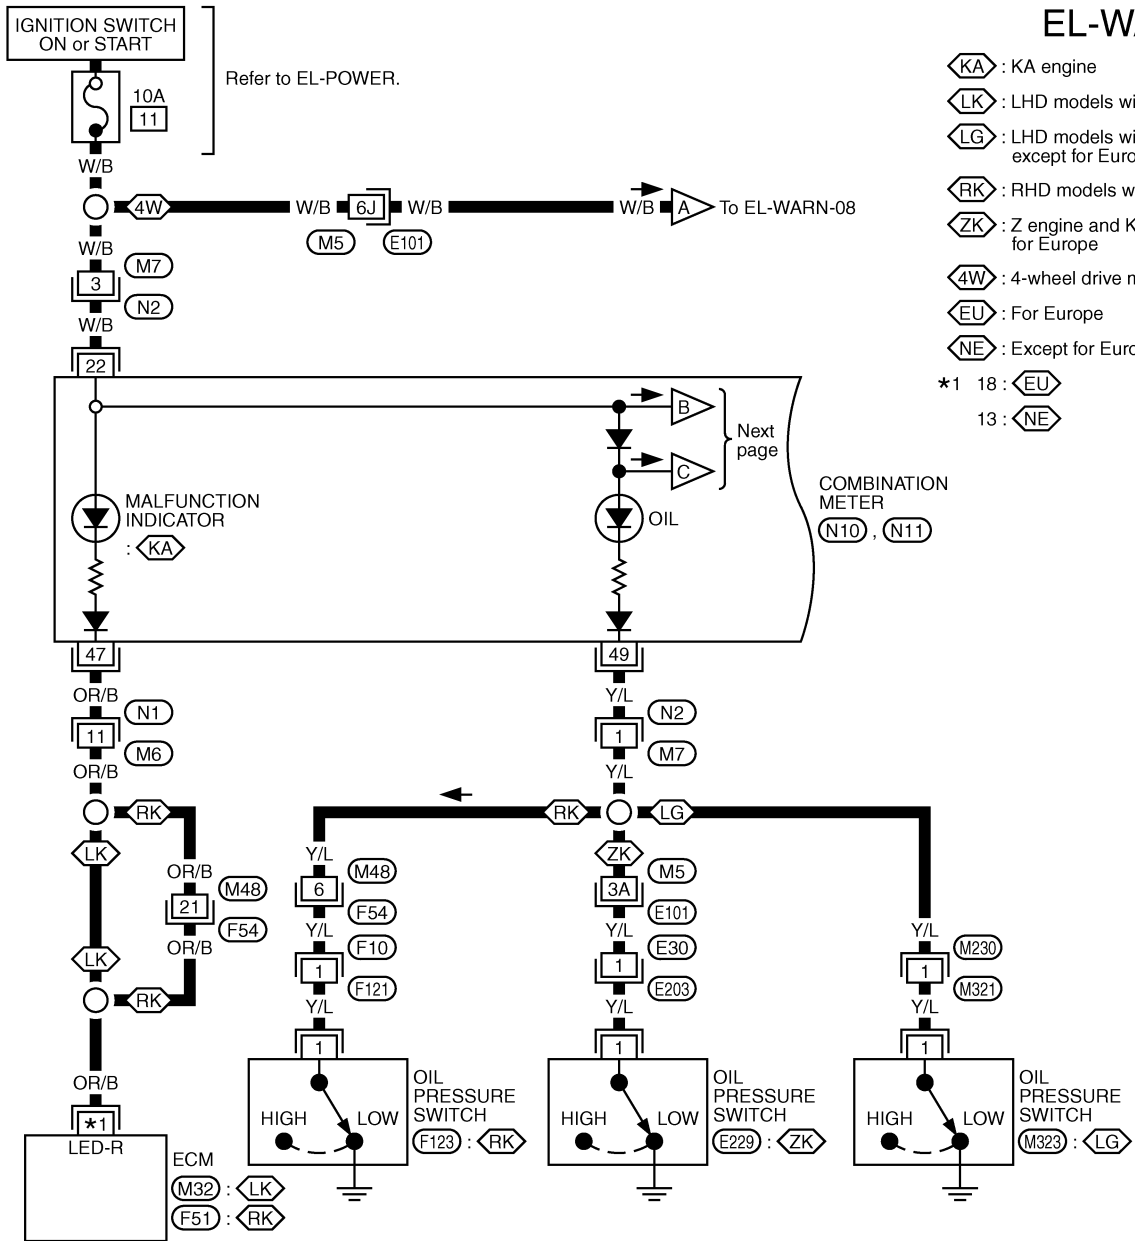 EL-WA
IGNITION SWITCH
ON or START
Refer to EL-POWER.
10A
11
W/B
4W
W/B
6J
W/B
W/B
A
To EL-WARN-08
M5
E101
W/B
M7
3
N2
W/B
22
KA : KA engine
LK : LHD models wi
LG : LHD models wi
except for Euro
RK : RHD models w
ZK : Z engine and K
for Europe
4W : 4-wheel drive m
EU : For Europe
NE : Except for Euro
*1 18 : EU
13 : NE
B
C
Next
page
MALFUNCTION
INDICATOR
: KA
OIL
COMBINATION
METER
N10 , N11
47
49
OR/B
Y/L
N1
11
M6
N2
1
M7
OR/B
Y/L
RK
RK
LG
LK
ZK
OR/B
M48
21
F54
OR/B
LK
RK
Y/L
M48
6
F54
Y/L
F10
1
F121
Y/L
1
M5
3A
E101
Y/L
E30
1
E203
Y/L
1
Y/L
M230
1
M321
Y/L
1
OR/B
*1
LED-R
ECM
M32 : LK
F51 : RK
HIGH
LOW
OIL
PRESSURE
SWITCH
F123 : RK
HIGH
LOW
OIL
PRESSURE
SWITCH
E229 : ZK
HIGH
LOW
OIL
PRESSURE
SWITCH
M323 : LG